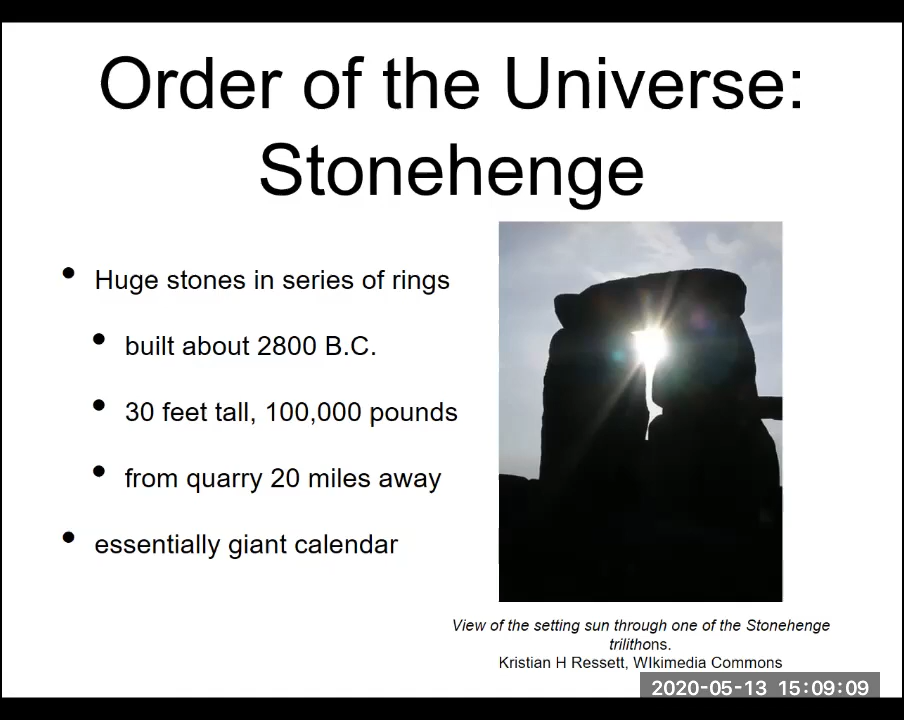 Order of the Universe:
Stonehenge
• Huge stones in series of rings
• built about 2800 B.C.
• 30 feet tall, 100,000 pounds
• from quarry 20 miles away
• essentially giant calendar
View of the setting sun through one of the Stonehenge
trilithons.
Kristian H Ressett, WIkimedia Commons
2020-05-13 15:09:09